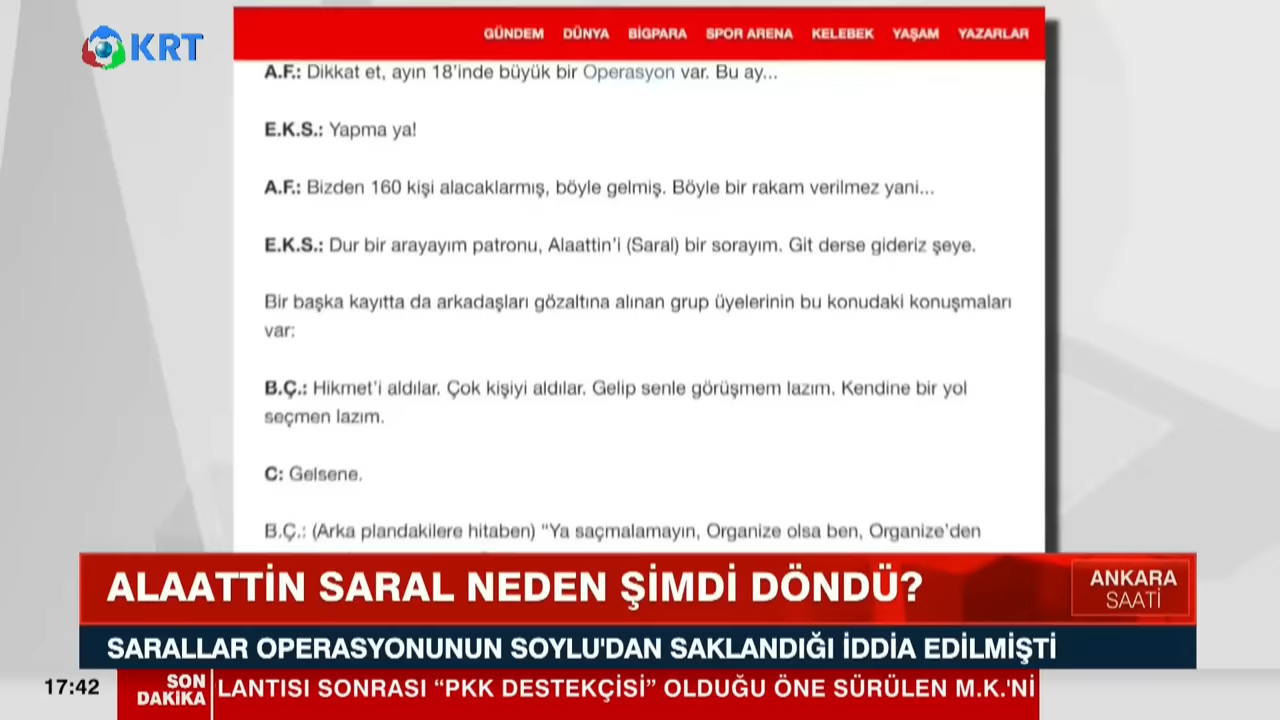 KRT
GÜNDEM DÜNYA BİGPARA SPOR ARENA KELEBEK YAŞAM YAZARLAR
A.F.: Dikkat et, ayın 18’inde büyük bir Operasyon var. Bu ay...
E.K.S.: Yapma ya!
A.F.: Bizden 160 kişi alacaklarmış, böyle gelmiş. Böyle bir rakam verilmez yani...
E.K.S.: Dur bir arayayım patronu, Alaattin’i (Saral) bir sorayım. Git derse gideriz şeye.
Bir başka kayıtta da arkadaşları gözaltına alınan grup üyelerinin bu konudaki konuşmaları
var:
B.Ç.: Hikmet’i aldılar. Çok kişiyi aldılar. Gelip senle görüşmem lazım. Kendine bir yol
seçmen lazım.
C: Gelsene.
B.Ç.: (Arka plandakilere hitaben) “Ya saçmalamayın, Organize olsa ben, Organize’den
ALAATTİN SARAL NEDEN ŞİMDİ DÖNDÜ?
ANKARA
SAATİ
SARALLAR OPERASYONUNUN SOYLU'DAN SAKLANDIĞI İDDİA EDİLMİŞTİ
17:42
SON
DAKİKA
LANTISI SONRASI “PKK DESTEKÇİSİ” OLDUĞU ÖNE SÜRÜLEN M.K.'Nİ